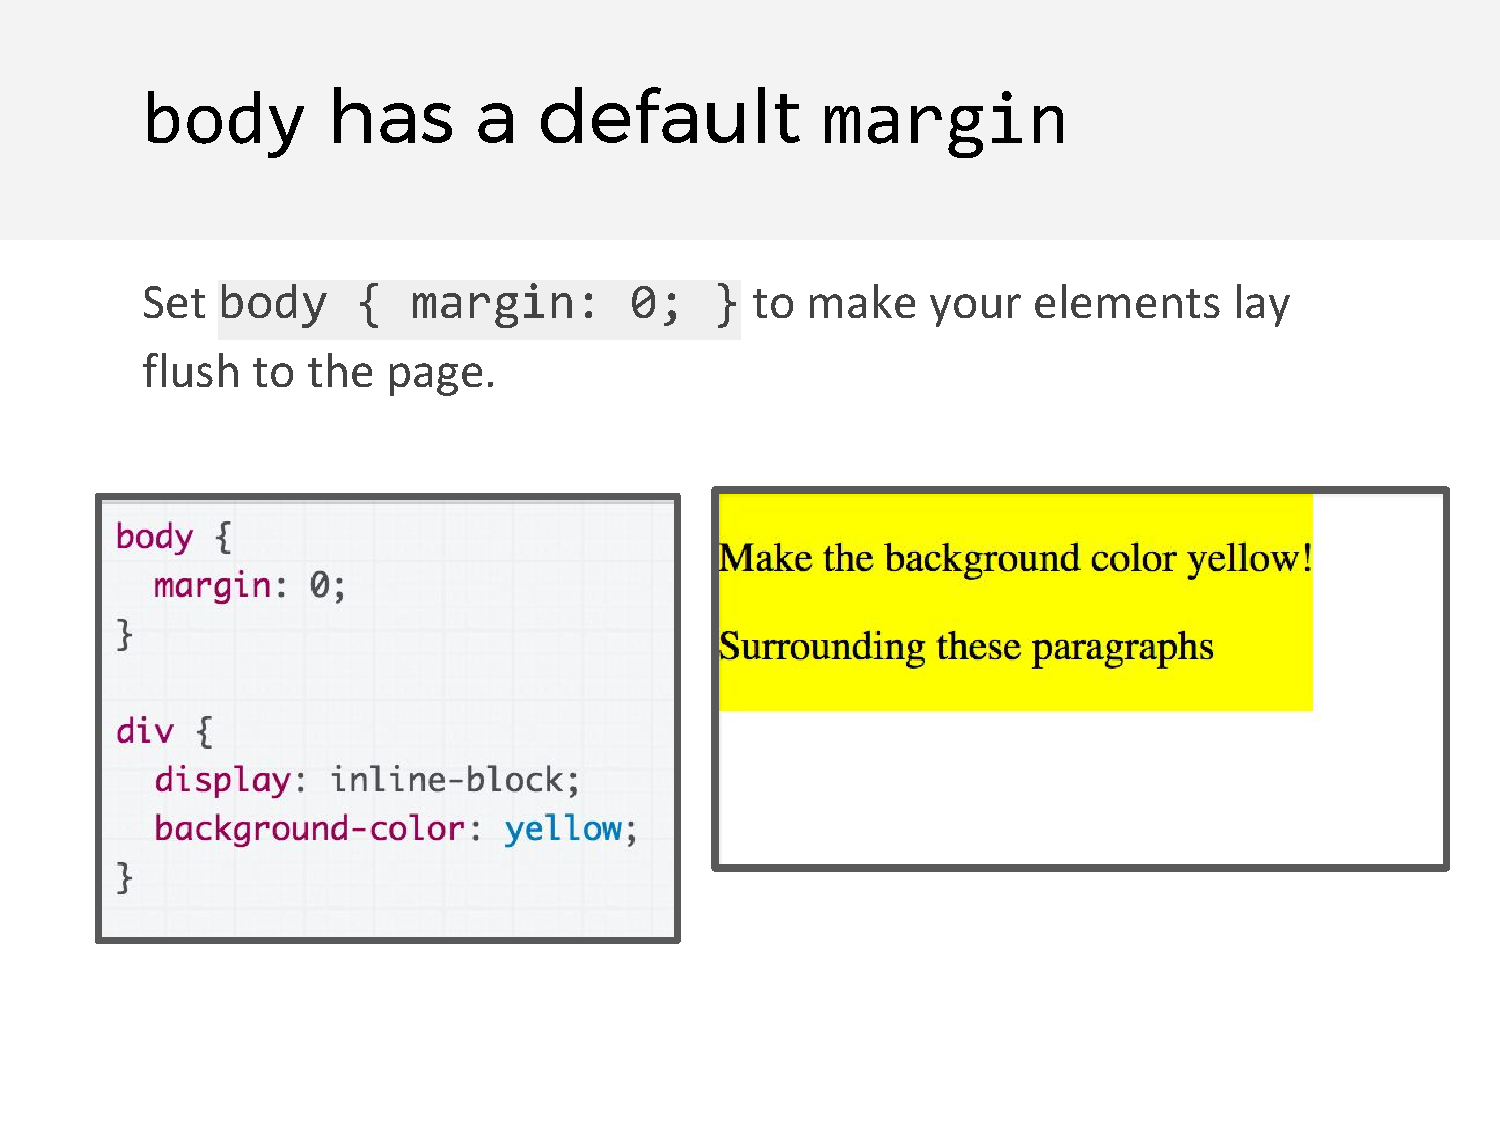 body has a default margin
Set body { margin: 0; } to make your elements lay
flush to the page.
body {
  margin: 0;
}
div {
  display: inline-block;
  background-color: yellow;
}
Make the background color yellow!
Surrounding these paragraphs